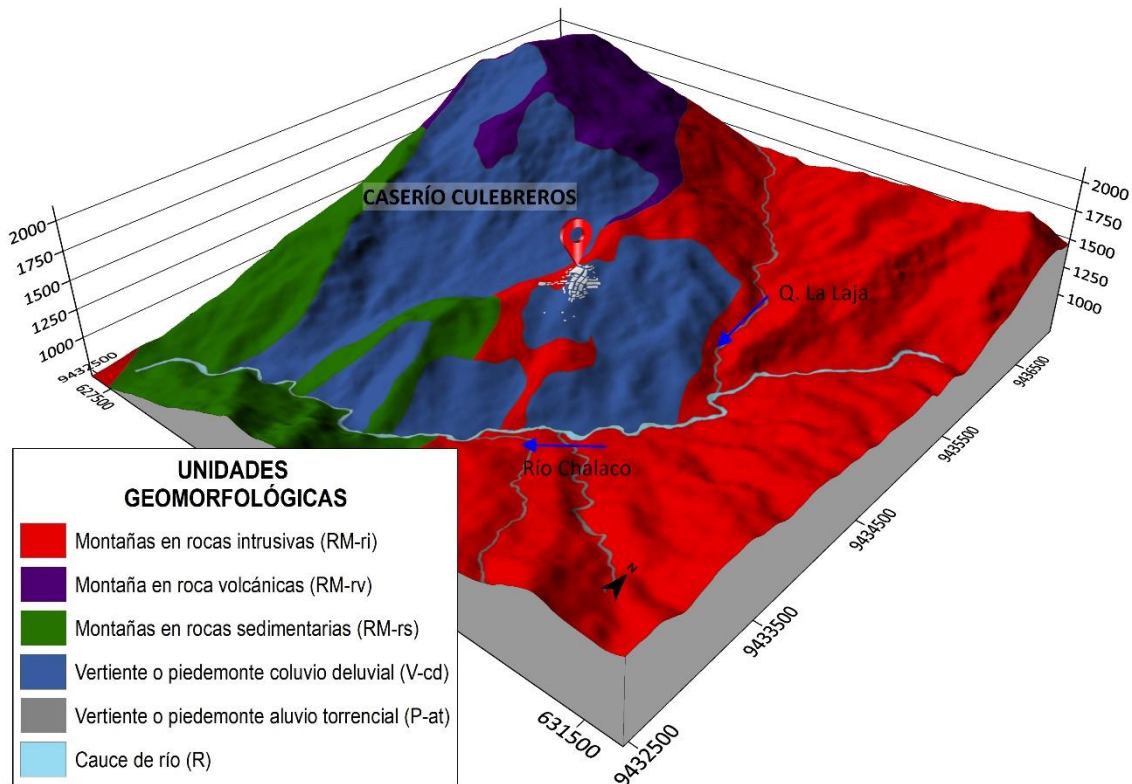 CASERÍO CULEBREROS
Q. La Laja
Río Chalaco
N
2000
1750
1500
1250
1000
9437500
627500
2000
1750
1500
1250
1000
9436500
9435500
9434500
9433500
9432500
631500
UNIDADES
GEOMORFOLÓGICAS
Montañas en rocas intrusivas (RM-ri)
Montaña en roca volcánicas (RM-rv)
Montañas en rocas sedimentarias (RM-rs)
Vertiente o piedemonte coluvio deluvial (V-cd)
Vertiente o piedemonte aluvio torrencial (P-at)
Cauce de río (R)